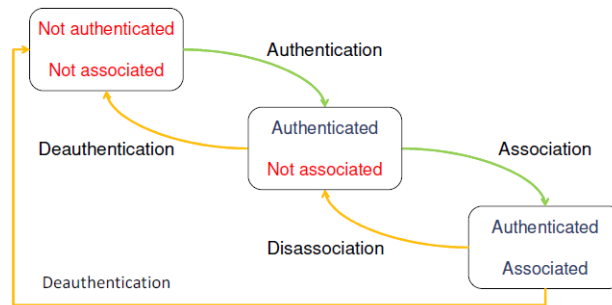 Not authenticated
Not associated
Authentication
Deauthentication
Authenticated
Not associated
Association
Disassociation
Authenticated
Associated
Deauthentication